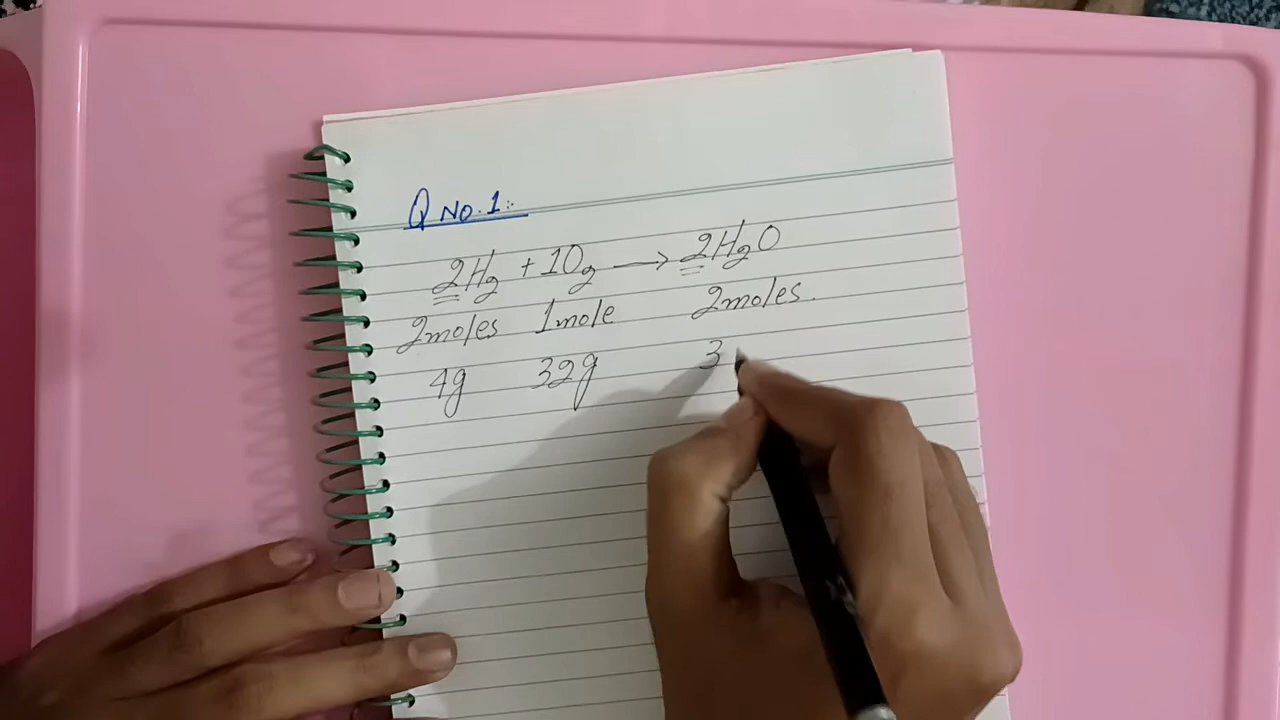 Q No. 1:
2H₂ + 1O₂ → 2H₂O
2moles 1mole 2moles.
4g 32g 3